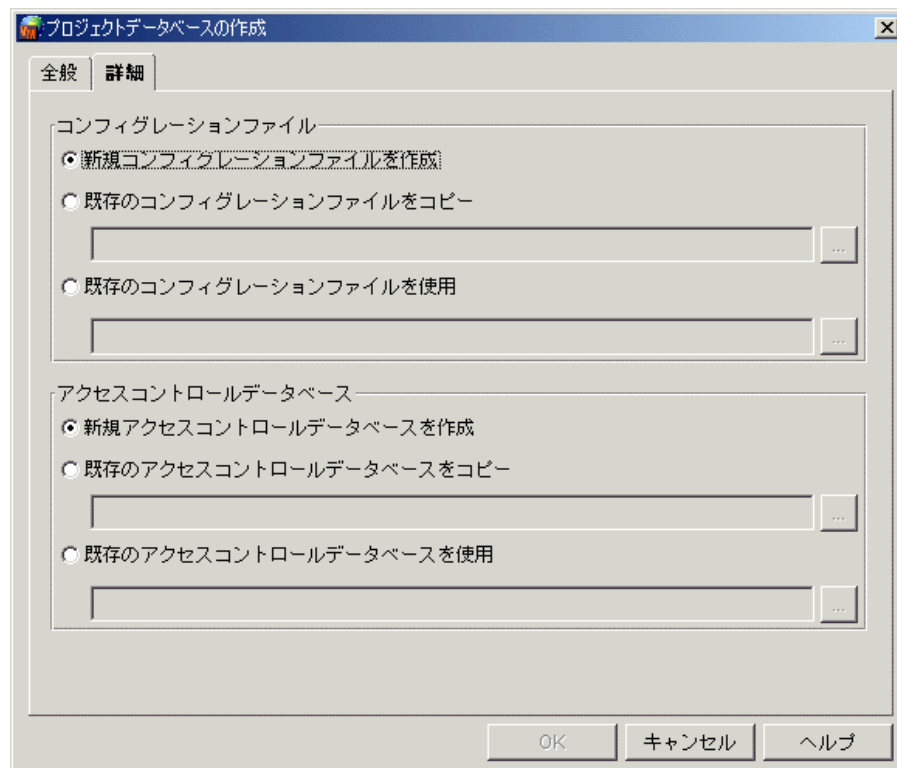 プロジェクトデータベースの作成
全般 詳細
コンフィグレーションファイル
新規コンフィグレーションファイルを作成
既存のコンフィグレーションファイルをコピー
...
既存のコンフィグレーションファイルを使用
...
アクセスコントロールデータベース
新規アクセスコントロールデータベースを作成
既存のアクセスコントロールデータベースをコピー
...
既存のアクセスコントロールデータベースを使用
...
OK キャンセル ヘルプ